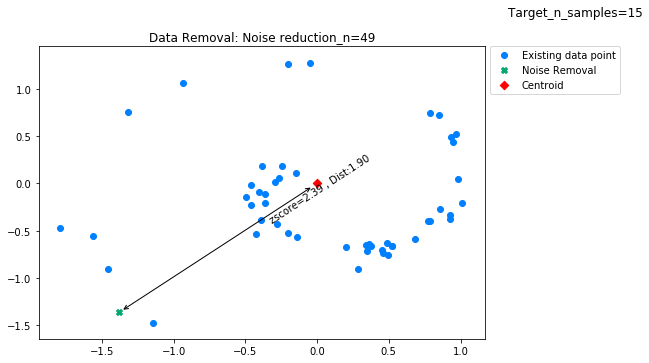 Target_n_samples=15
Data Removal: Noise reduction_n=49
Existing data point
Noise Removal
Centroid
zscore=2.39 , Dist:1.90
1.0
0.5
0.0
−0.5
−1.0
−1.5
−1.5
−1.0
−0.5
0.0
0.5
1.0